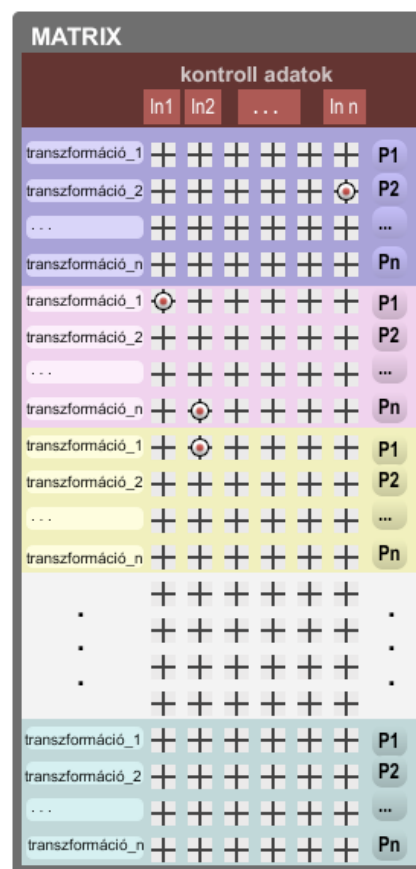 MATRIX
kontroll adatok
In1 In2 ... In n
transzformáció_1 P1
transzformáció_2 P2
... ...
transzformáció_n Pn
transzformáció_1 P1
transzformáció_2 P2
... ...
transzformáció_n Pn
transzformáció_1 P1
transzformáció_2 P2
... ...
transzformáció_n Pn
. .
. .
. .
transzformáció_1 P1
transzformáció_2 P2
... ...
transzformáció_n Pn